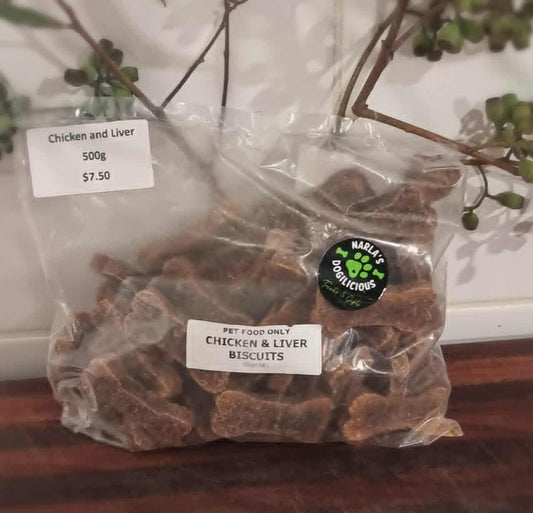 Chicken and Liver
500g
$7.50
NARLA'S
DOGILICIOUS
Treats & Gifts
PET FOOD ONLY
CHICKEN & LIVER
BISCUITS